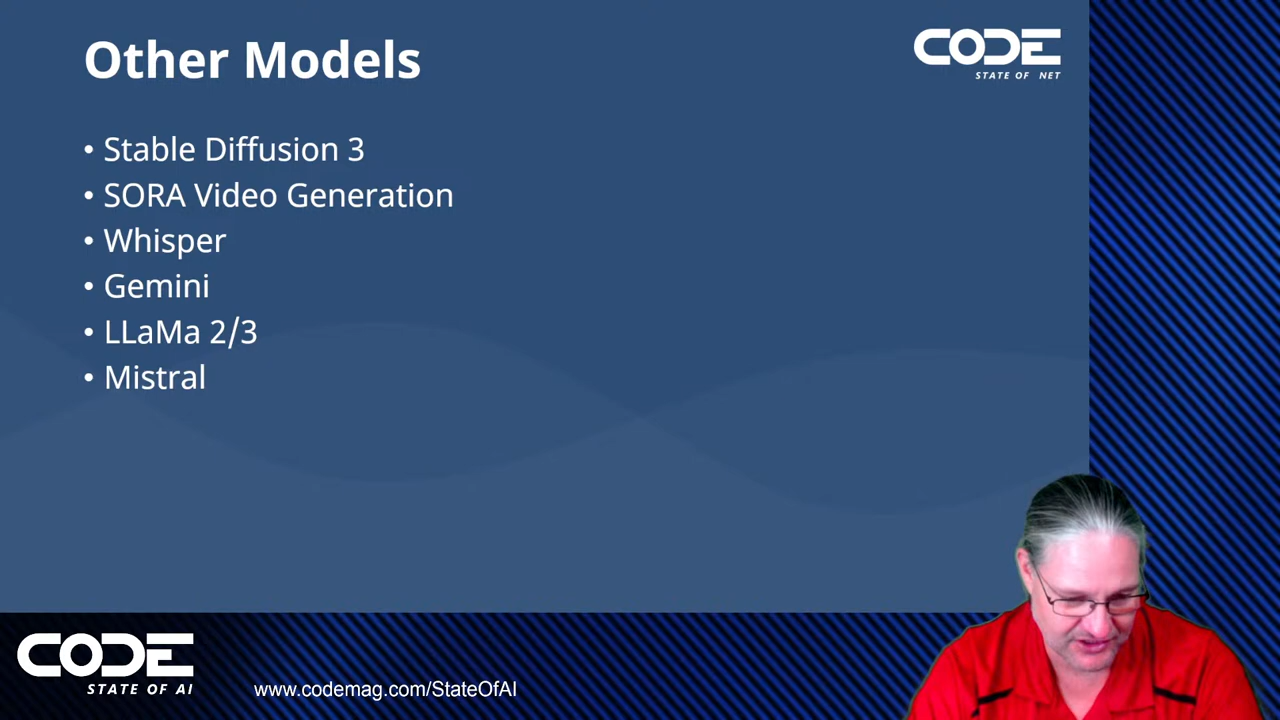 Other Models
CODE
STATE OF NET
• Stable Diffusion 3
• SORA Video Generation
• Whisper
• Gemini
• LLaMa 2/3
• Mistral
CODE
STATE OF AI
www.codemag.com/StateOfAI